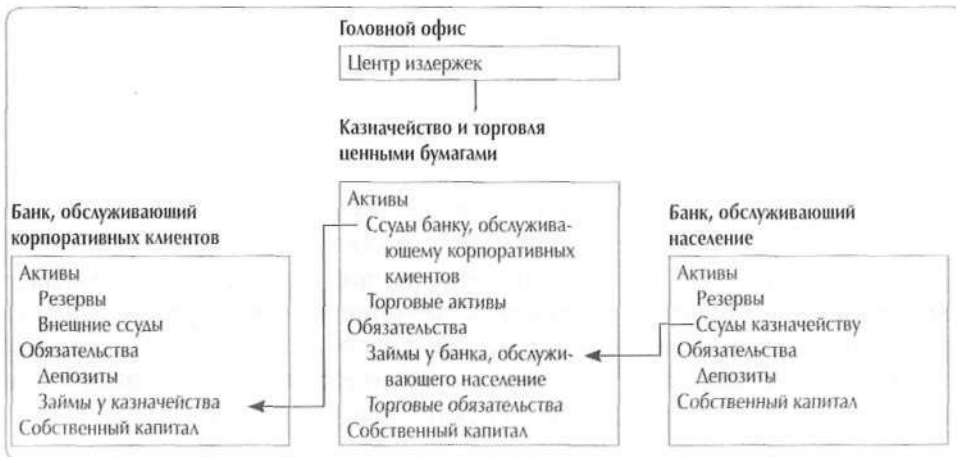 Головной офис
Центр издержек
Казначейство и торговля
ценными бумагами
Активы
Ссуды банку, обслужива-
ющему корпоративных
клиентов
Торговые активы
Обязательства
Займы у банка, обслужи-
вающего население
Торговые обязательства
Собственный капитал
Банк, обслуживающий
корпоративных клиентов
Активы
Резервы
Внешние ссуды
Обязательства
Депозиты
Займы у казначейства
Собственный капитал
Банк, обслуживающий
население
Активы
Резервы
Ссуды казначейству
Обязательства
Депозиты
Собственный капитал